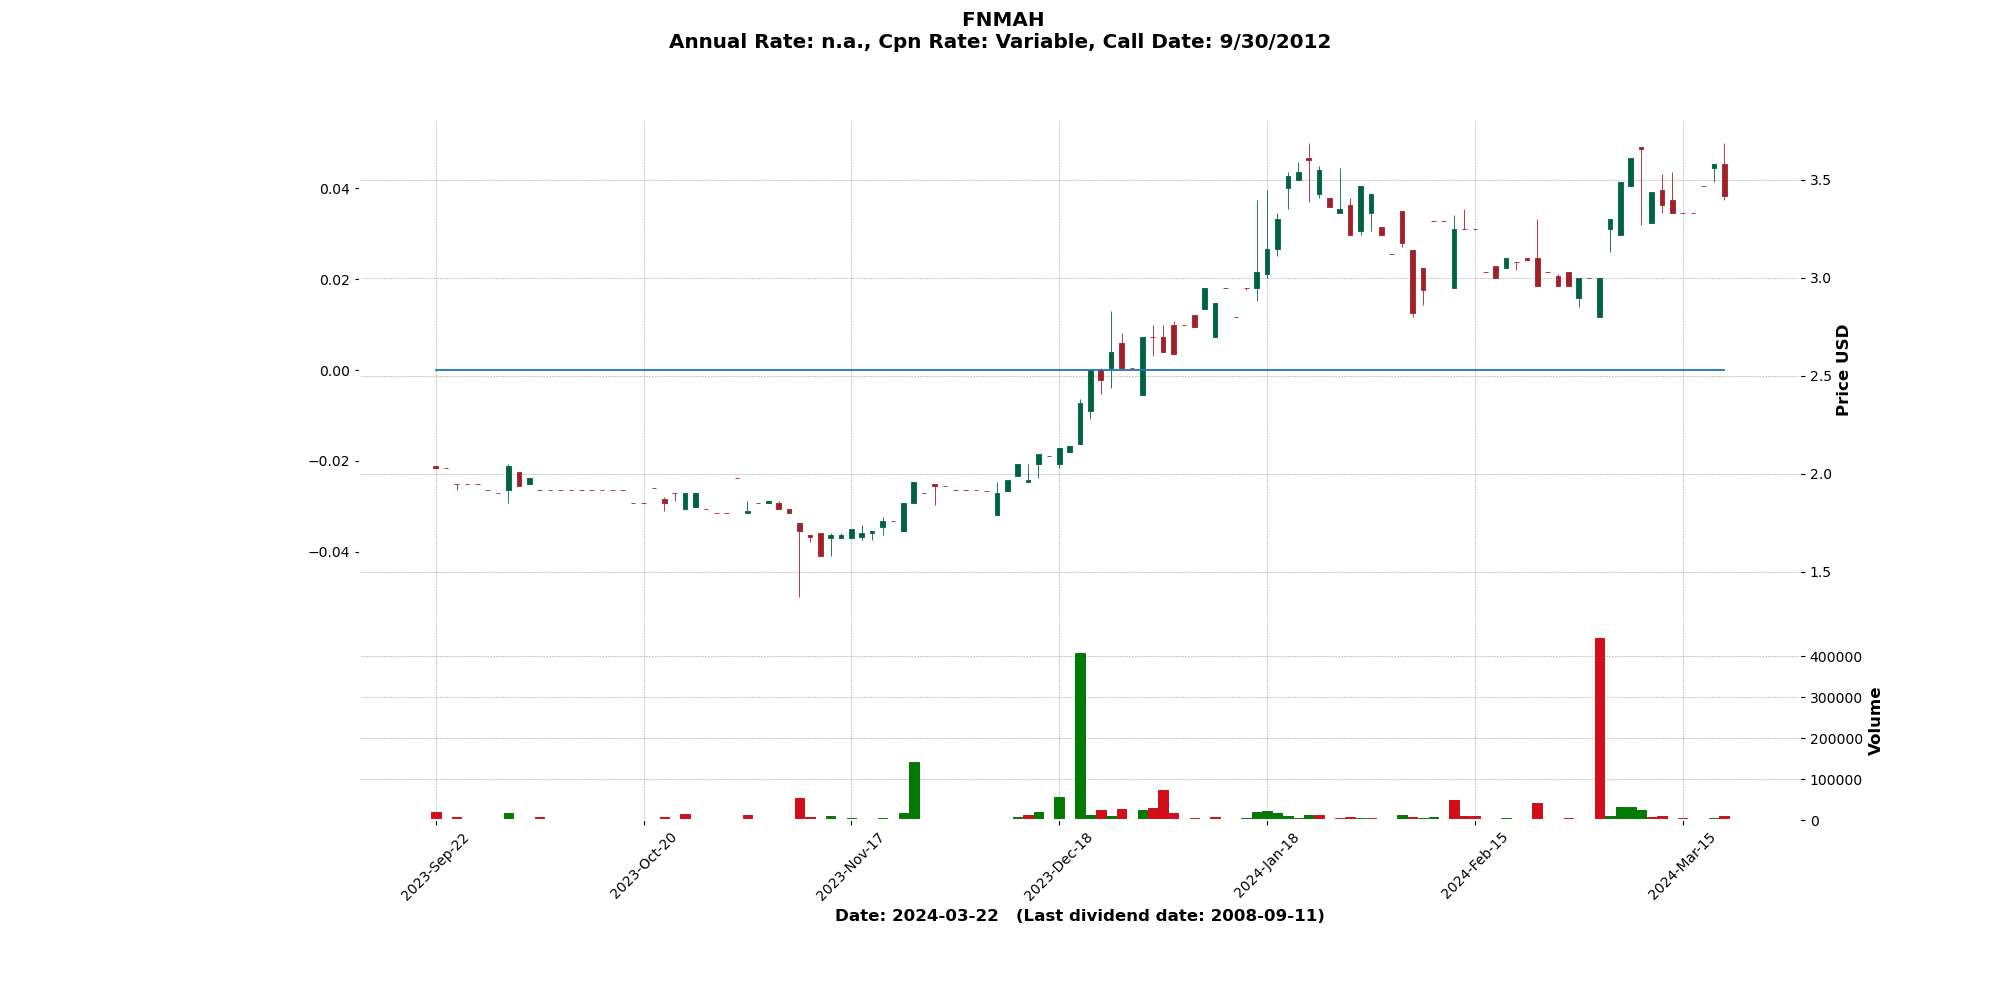 FNMAH
Annual Rate: n.a., Cpn Rate: Variable, Call Date: 9/30/2012
0.04
0.02
0.00
−0.02
−0.04
3.5
3.0
2.5
2.0
1.5
Price USD
400000
300000
200000
100000
0
Volume
2023-Sep-22
2023-Oct-20
2023-Nov-17
2023-Dec-18
2024-Jan-18
2024-Feb-15
2024-Mar-15
Date: 2024-03-22 (Last dividend date: 2008-09-11)